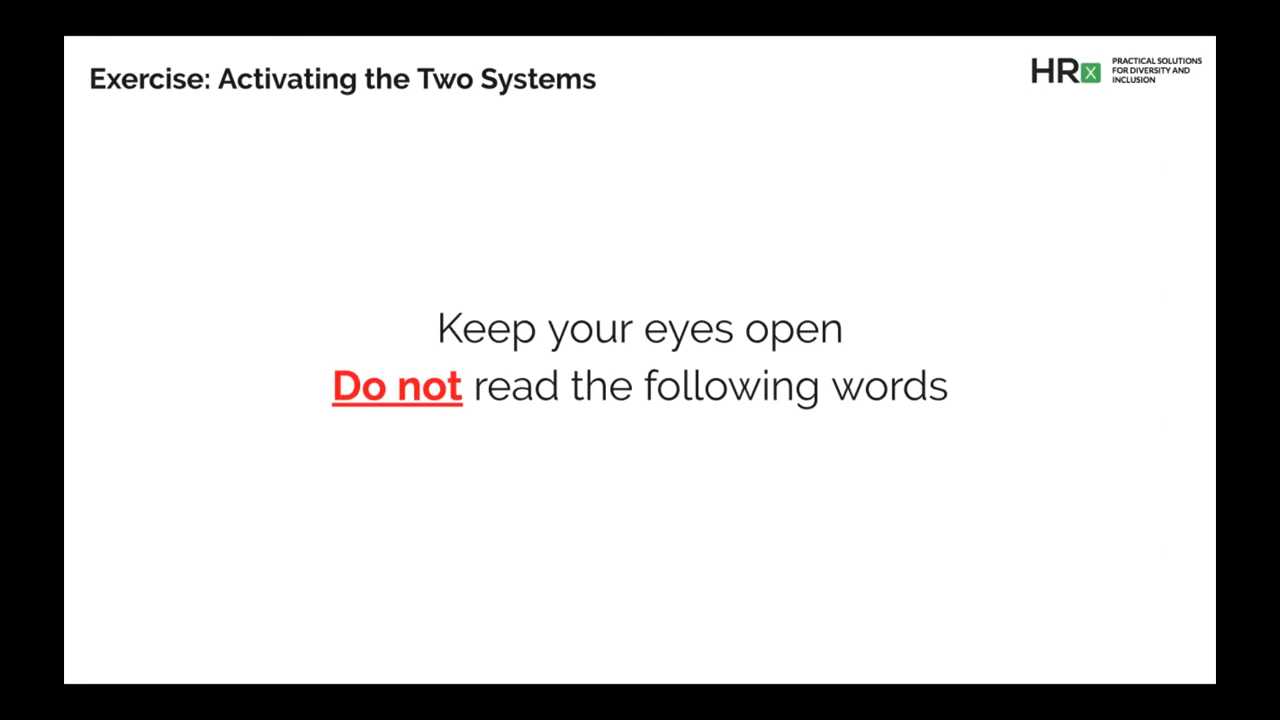 Exercise: Activating the Two Systems
HRx
PRACTICAL SOLUTIONS
FOR DIVERSITY AND
INCLUSION
Keep your eyes open
Do not read the following words